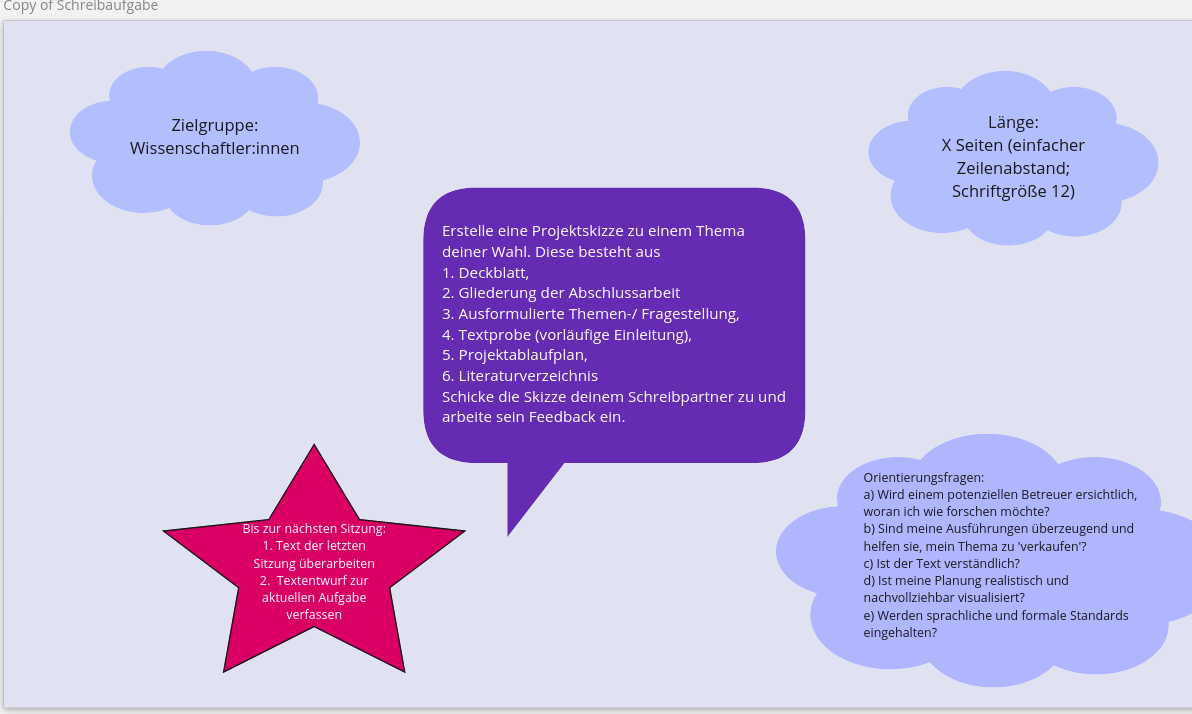 Copy of Schreibaufgabe
Zielgruppe:
Wissenschaftler:innen
Länge:
X Seiten (einfacher
Zeilenabstand;
Schriftgröße 12)
Erstelle eine Projektskizze zu einem Thema
deiner Wahl. Diese besteht aus
1. Deckblatt,
2. Gliederung der Abschlussarbeit
3. Ausformulierte Themen-/ Fragestellung,
4. Textprobe (vorläufige Einleitung),
5. Projektablaufplan,
6. Literaturverzeichnis
Schicke die Skizze deinem Schreibpartner zu und
arbeite sein Feedback ein.
Bis zur nächsten Sitzung:
1. Text der letzten
Sitzung überarbeiten
2. Textentwurf zur
aktuellen Aufgabe
verfassen
Orientierungsfragen:
a) Wird einem potenziellen Betreuer ersichtlich,
woran ich wie forschen möchte?
b) Sind meine Ausführungen überzeugend und
helfen sie, mein Thema zu 'verkaufen'?
c) Ist der Text verständlich?
d) Ist meine Planung realistisch und
nachvollziehbar visualisiert?
e) Werden sprachliche und formale Standards
eingehalten?